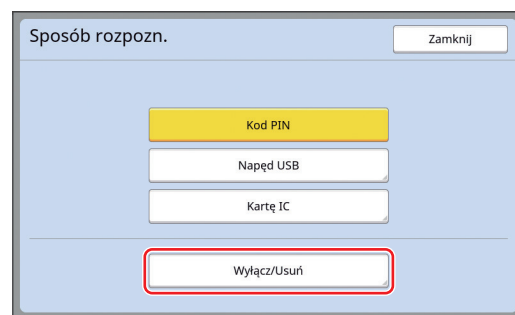 Sposób rozpozn.
Zamknij
Kod PIN
Napęd USB
Kartę IC
Wyłącz/Usuń